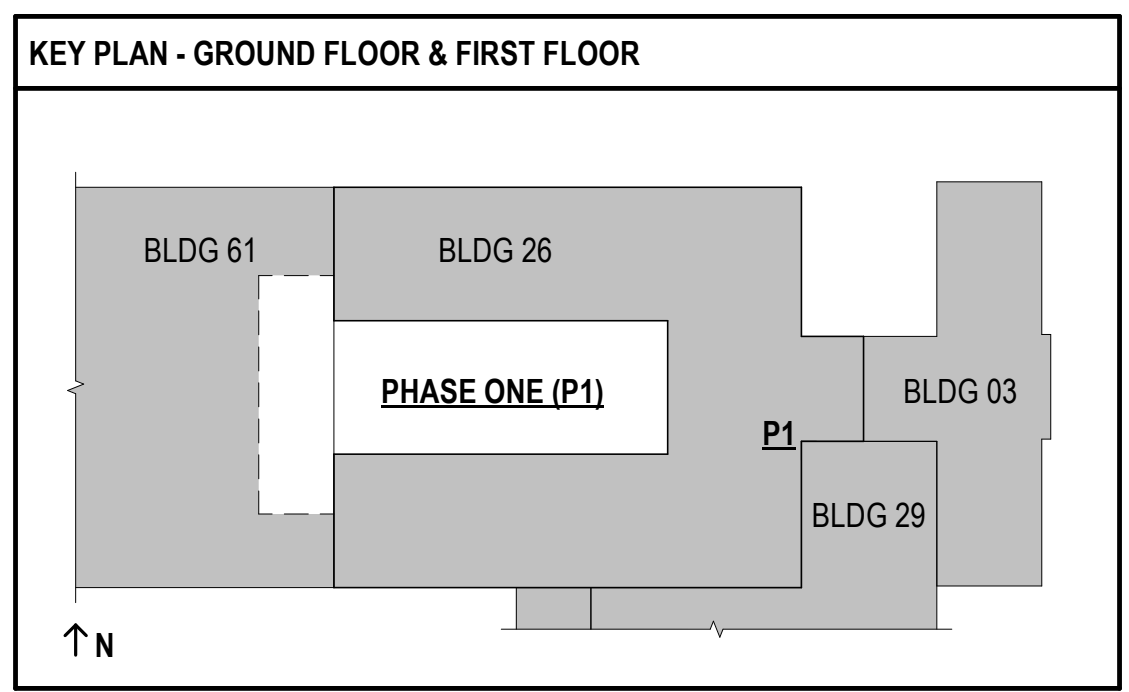 KEY PLAN - GROUND FLOOR & FIRST FLOOR
BLDG 61
BLDG 26
PHASE ONE (P1)
BLDG 03
P1
BLDG 29
N